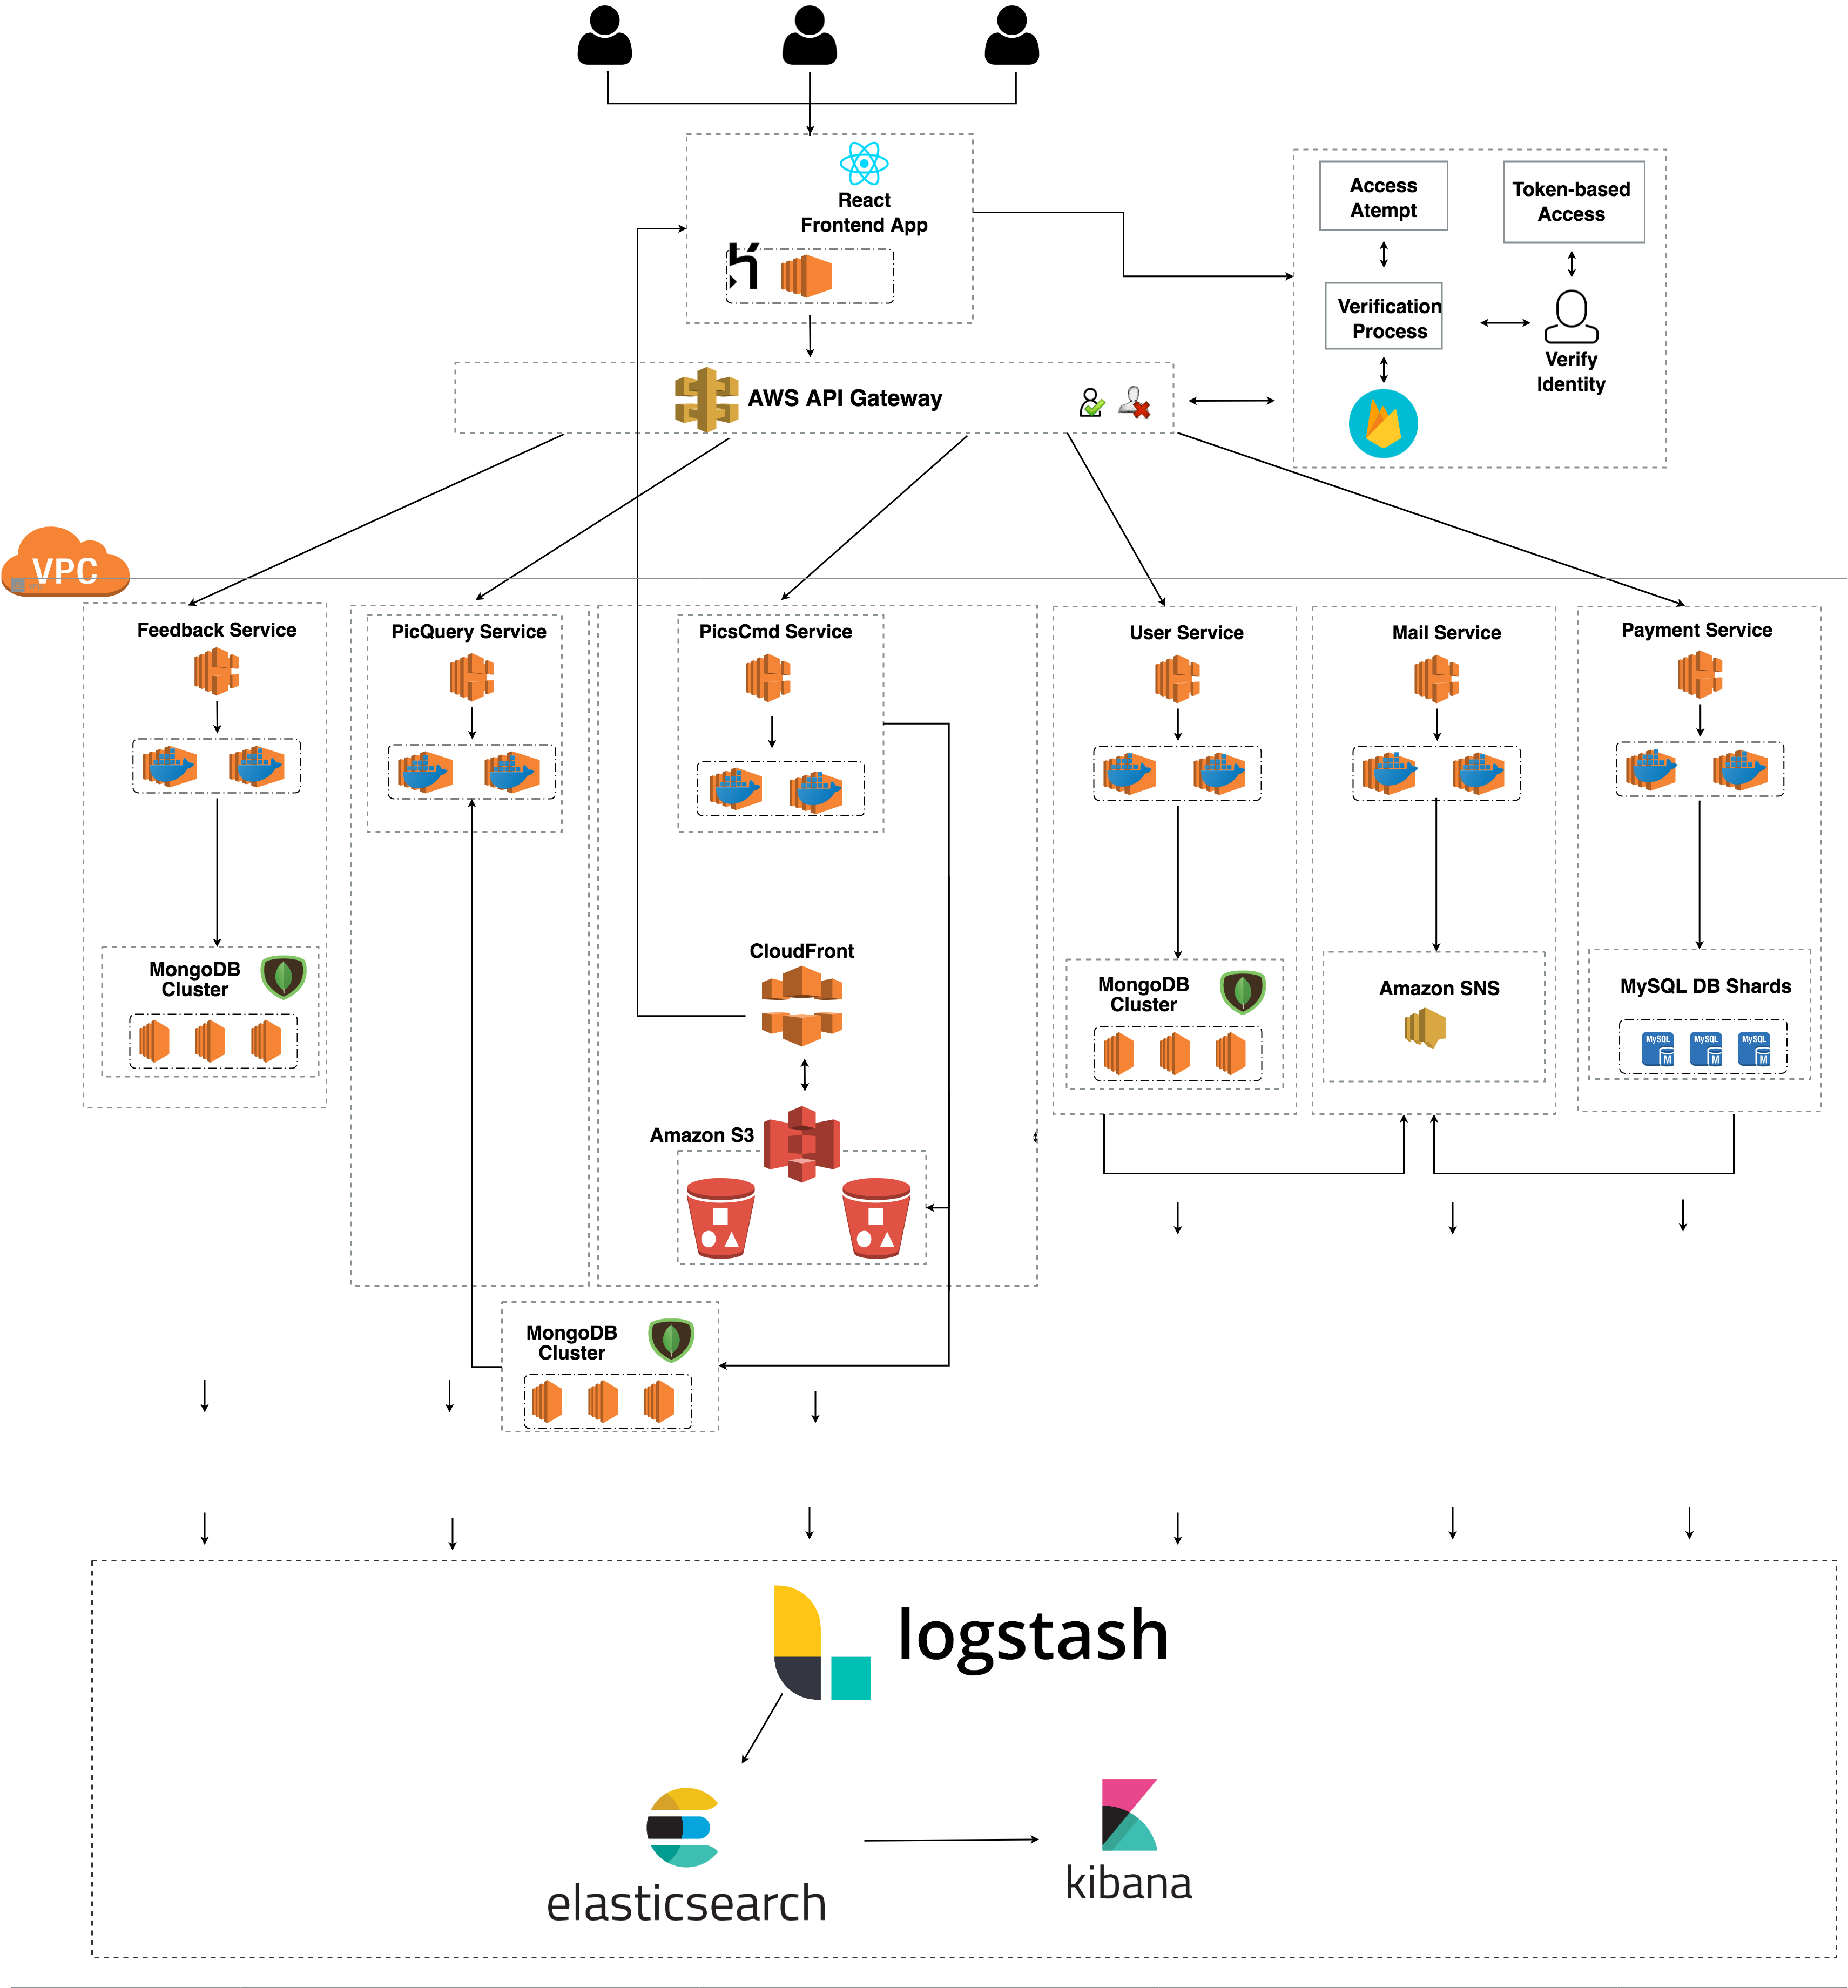 React
Frontend App
Access
Atempt
Token-based
Access
Verification
Process
Verify
Identity
AWS API Gateway
VPC
Feedback Service
PicQuery Service
PicsCmd Service
User Service
Mail Service
Payment Service
CloudFront
MongoDB
Cluster
MongoDB
Cluster
Amazon SNS
MySQL DB Shards
MySQL
M
MySQL
M
MySQL
M
Amazon S3
MongoDB
Cluster
logstash
elasticsearch
kibana